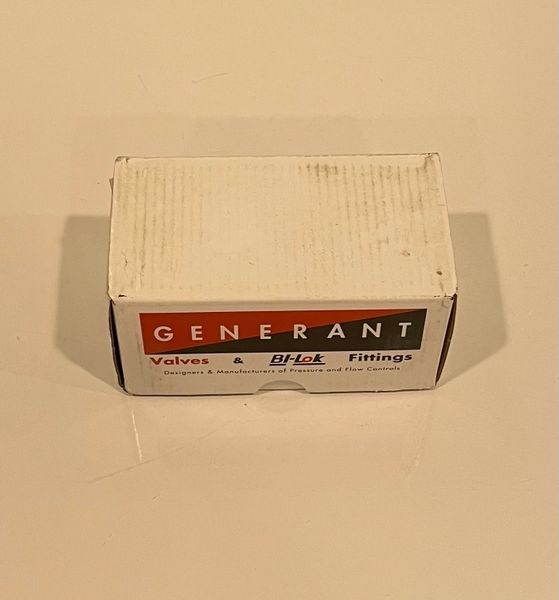 GENERANT
Valves & BI-LOK Fittings
Designers & Manufacturers of Pressure and Flow Controls